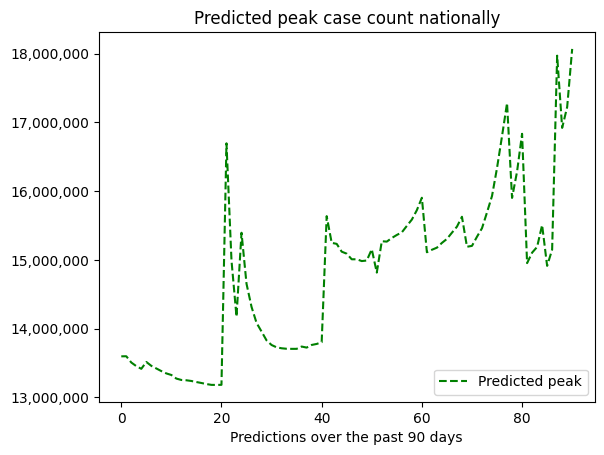 Predicted peak case count nationally
18,000,000
17,000,000
16,000,000
15,000,000
14,000,000
13,000,000
Predicted peak
0 20 40 60 80
Predictions over the past 90 days